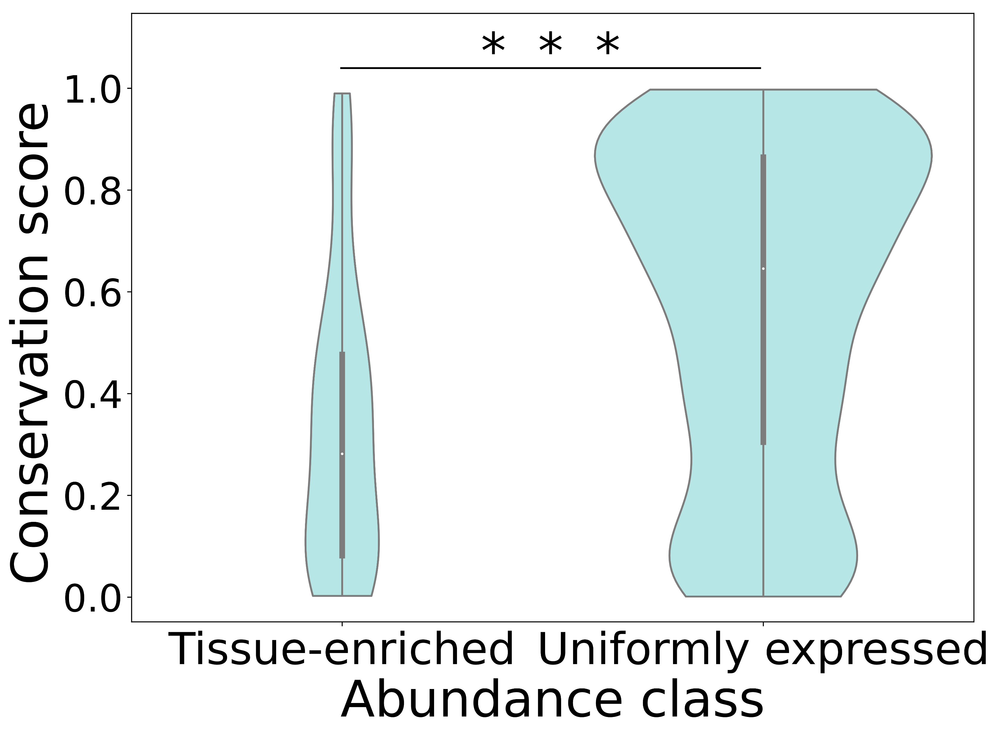 * * *
Conservation score
1.0
0.8
0.6
0.4
0.2
0.0
Tissue-enriched Uniformly expressed
Abundance class